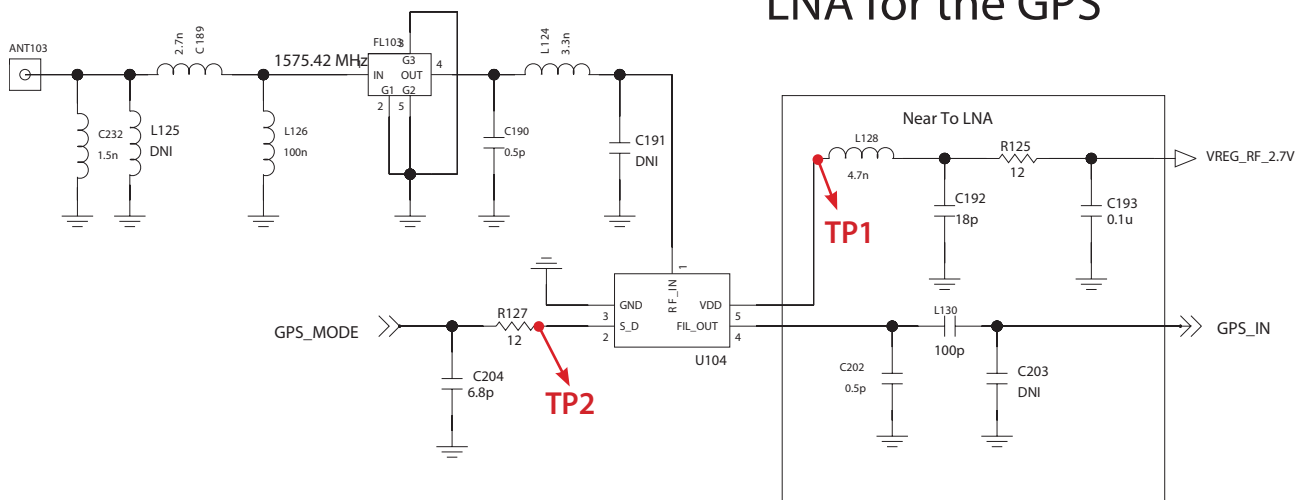 LNA for the GPS
ANT103
2.7n
C189
1575.42 MHz
FL103
3
G3
IN
OUT
4
G1
G2
2
5
L124
3.3n
C232
1.5n
L125
DNI
L126
100n
C190
0.5p
C191
DNI
Near To LNA
L128
4.7n
R125
12
VREG_RF_2.7V
TP1
C192
18p
C193
0.1u
1
RF_IN
GND
VDD
3
5
S_D
FIL_OUT
2
4
U104
GPS_MODE
R127
12
TP2
C204
6.8p
L130
100p
GPS_IN
C202
0.5p
C203
DNI